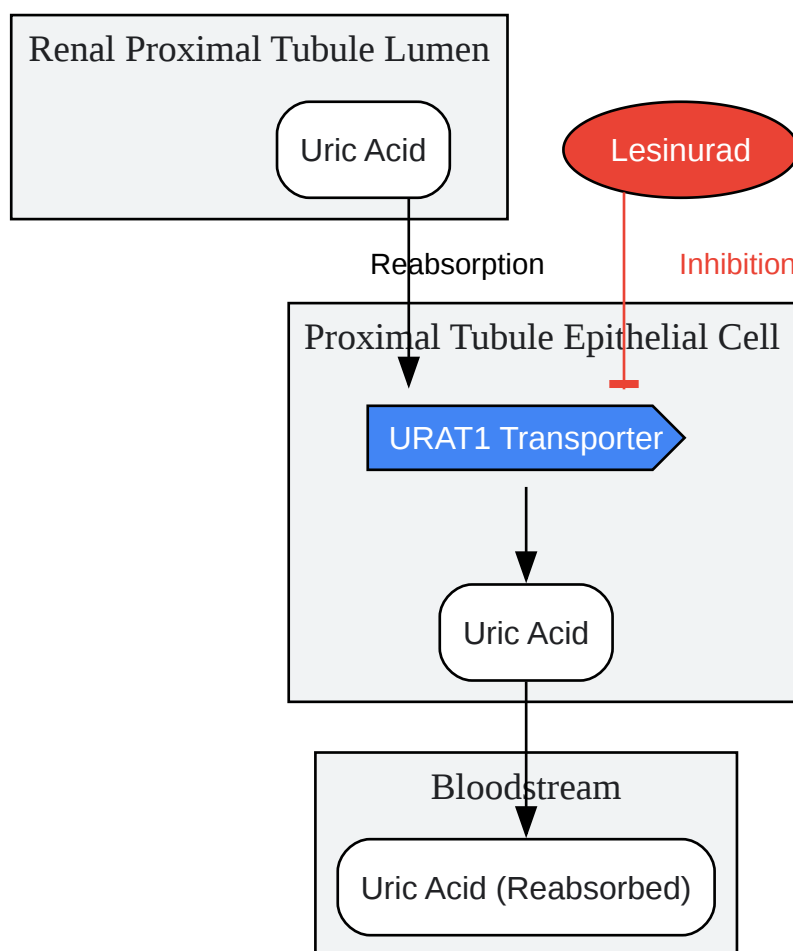 Renal Proximal Tubule Lumen
Uric Acid
Lesinurad
Reabsorption
Inhibition
Proximal Tubule Epithelial Cell
URAT1 Transporter
Uric Acid
Bloodstream
Uric Acid (Reabsorbed)